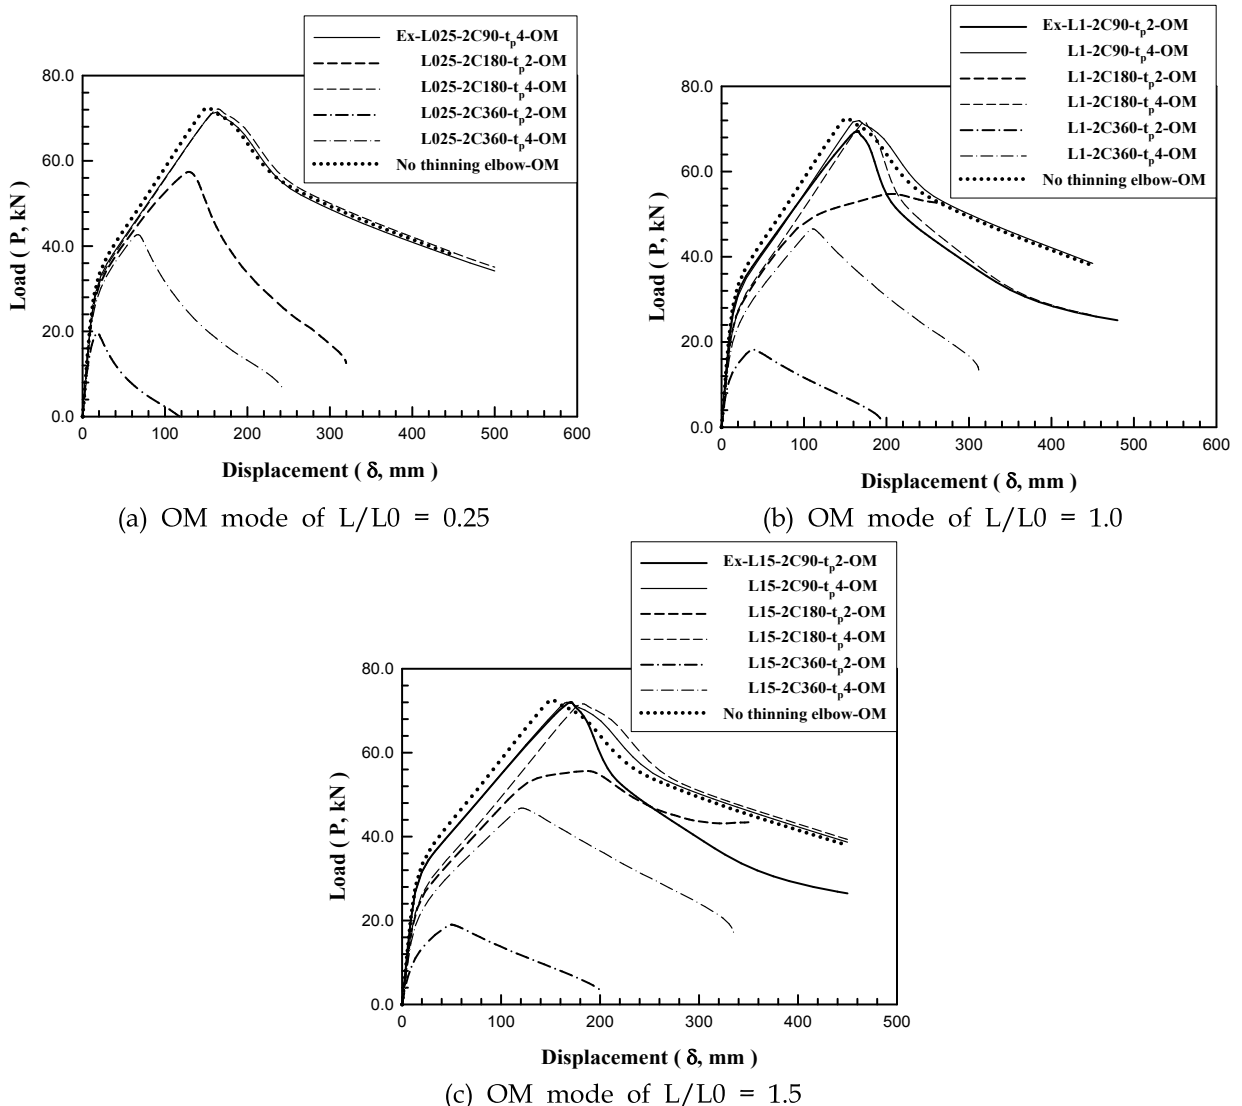 Ex-L025-2C90-tp4-OM
L025-2C180-tp2-OM
L025-2C180-tp4-OM
L025-2C360-tp2-OM
L025-2C360-tp4-OM
No thinning elbow-OM
80.0
60.0
40.0
20.0
0.0
Load ( P, kN )
0 100 200 300 400 500 600
Displacement ( δ, mm )
(a) OM mode of L/L0 = 0.25
Ex-L1-2C90-tp2-OM
L1-2C90-tp4-OM
L1-2C180-tp2-OM
L1-2C180-tp4-OM
L1-2C360-tp2-OM
L1-2C360-tp4-OM
No thinning elbow-OM
80.0
60.0
40.0
20.0
0.0
Load ( P, kN )
0 100 200 300 400 500 600
Displacement ( δ, mm )
(b) OM mode of L/L0 = 1.0
Ex-L15-2C90-tp2-OM
L15-2C90-tp4-OM
L15-2C180-tp2-OM
L15-2C180-tp4-OM
L15-2C360-tp2-OM
L15-2C360-tp4-OM
No thinning elbow-OM
80.0
60.0
40.0
20.0
0.0
Load ( P, kN )
0 100 200 300 400 500
Displacement ( δ, mm )
(c) OM mode of L/L0 = 1.5